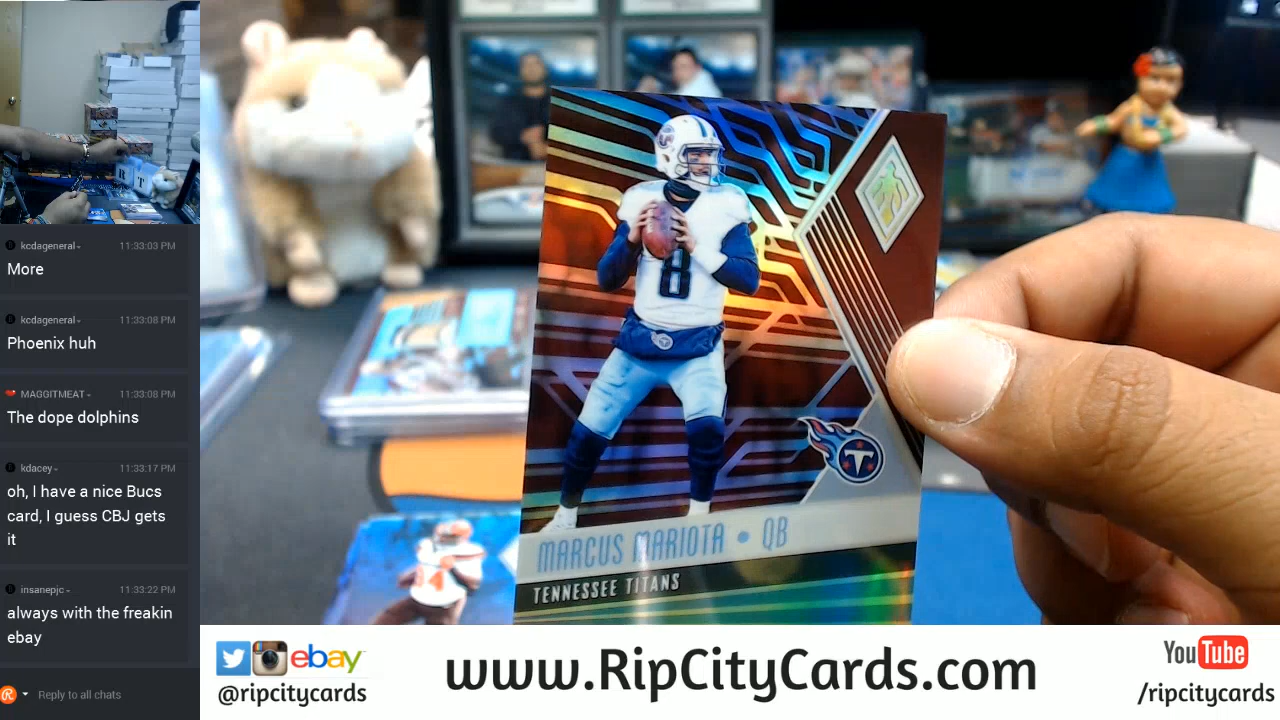 kcdageneral
11:33:03 PM
More
kcdageneral
11:33:08 PM
Phoenix huh
MAGGITMEAT
11:33:08 PM
The dope dolphins
kdacey
11:33:17 PM
oh, I have a nice Bucs
card, I guess CBJ gets
it
insanepjc
11:33:22 PM
always with the freakin
ebay
Reply to all chats
8
T
MARCUS MARIOTA • QB
TENNESSEE TITANS
ebay
@ripcitycards
www.RipCityCards.com
YouTube
/ripcitycards